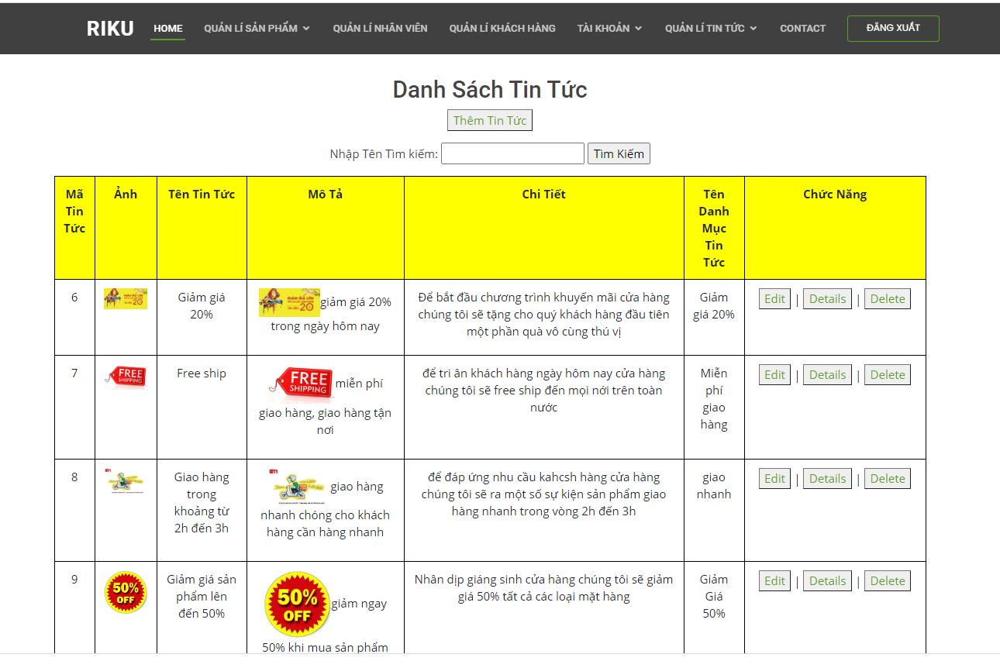 RIKU HOME QUẢN LÍ SẢN PHẨM QUẢN LÍ NHÂN VIÊN QUẢN LÍ KHÁCH HÀNG TÀI KHOẢN QUẢN LÍ TIN TỨC CONTACT ĐĂNG XUẤT
Danh Sách Tin Tức
Thêm Tin Tức
Nhập Tên Tìm kiếm: Tìm Kiếm
Mã
Tin
Tức
Ảnh
Tên Tin Tức
Mô Tả
Chi Tiết
Tên
Danh
Mục
Tin
Tức
Chức Năng
6
Giảm giá
20%
GIẢM GIÁ LỚN
20
giảm giá 20%
trong ngày hôm nay
Để bắt đầu chương trình khuyến mãi cửa hàng
chúng tôi sẽ tặng cho quý khách hàng đầu tiên
một phần quà vô cùng thú vị
Giảm
giá 20%
Edit | Details | Delete
7
FREE
SHIPPING
Free ship
FREE
SHIPPING
miễn phí
giao hàng, giao hàng tận
nơi
để tri ân khách hàng ngày hôm nay cửa hàng
chúng tôi sẽ free ship đến mọi nới trên toàn
nước
Miễn
phí
giao
hàng
Edit | Details | Delete
8
Giao hàng
trong
khoảng từ
2h đến 3h
giao hàng
nhanh chóng cho khách
hàng cần hàng nhanh
để đáp ứng nhu cầu kahcsh hàng cửa hàng
chúng tôi sẽ ra một số sự kiện sản phẩm giao
hàng nhanh trong vòng 2h đến 3h
giao
nhanh
Edit | Details | Delete
9
50%
OFF
Giảm giá sản
phẩm lên
đến 50%
50%
OFF
giảm ngay
50% khi mua sản phẩm
Nhân dịp giáng sinh cửa hàng chúng tôi sẽ giảm
giá 50% tất cả các loại mặt hàng
Giảm
Giá
50%
Edit | Details | Delete